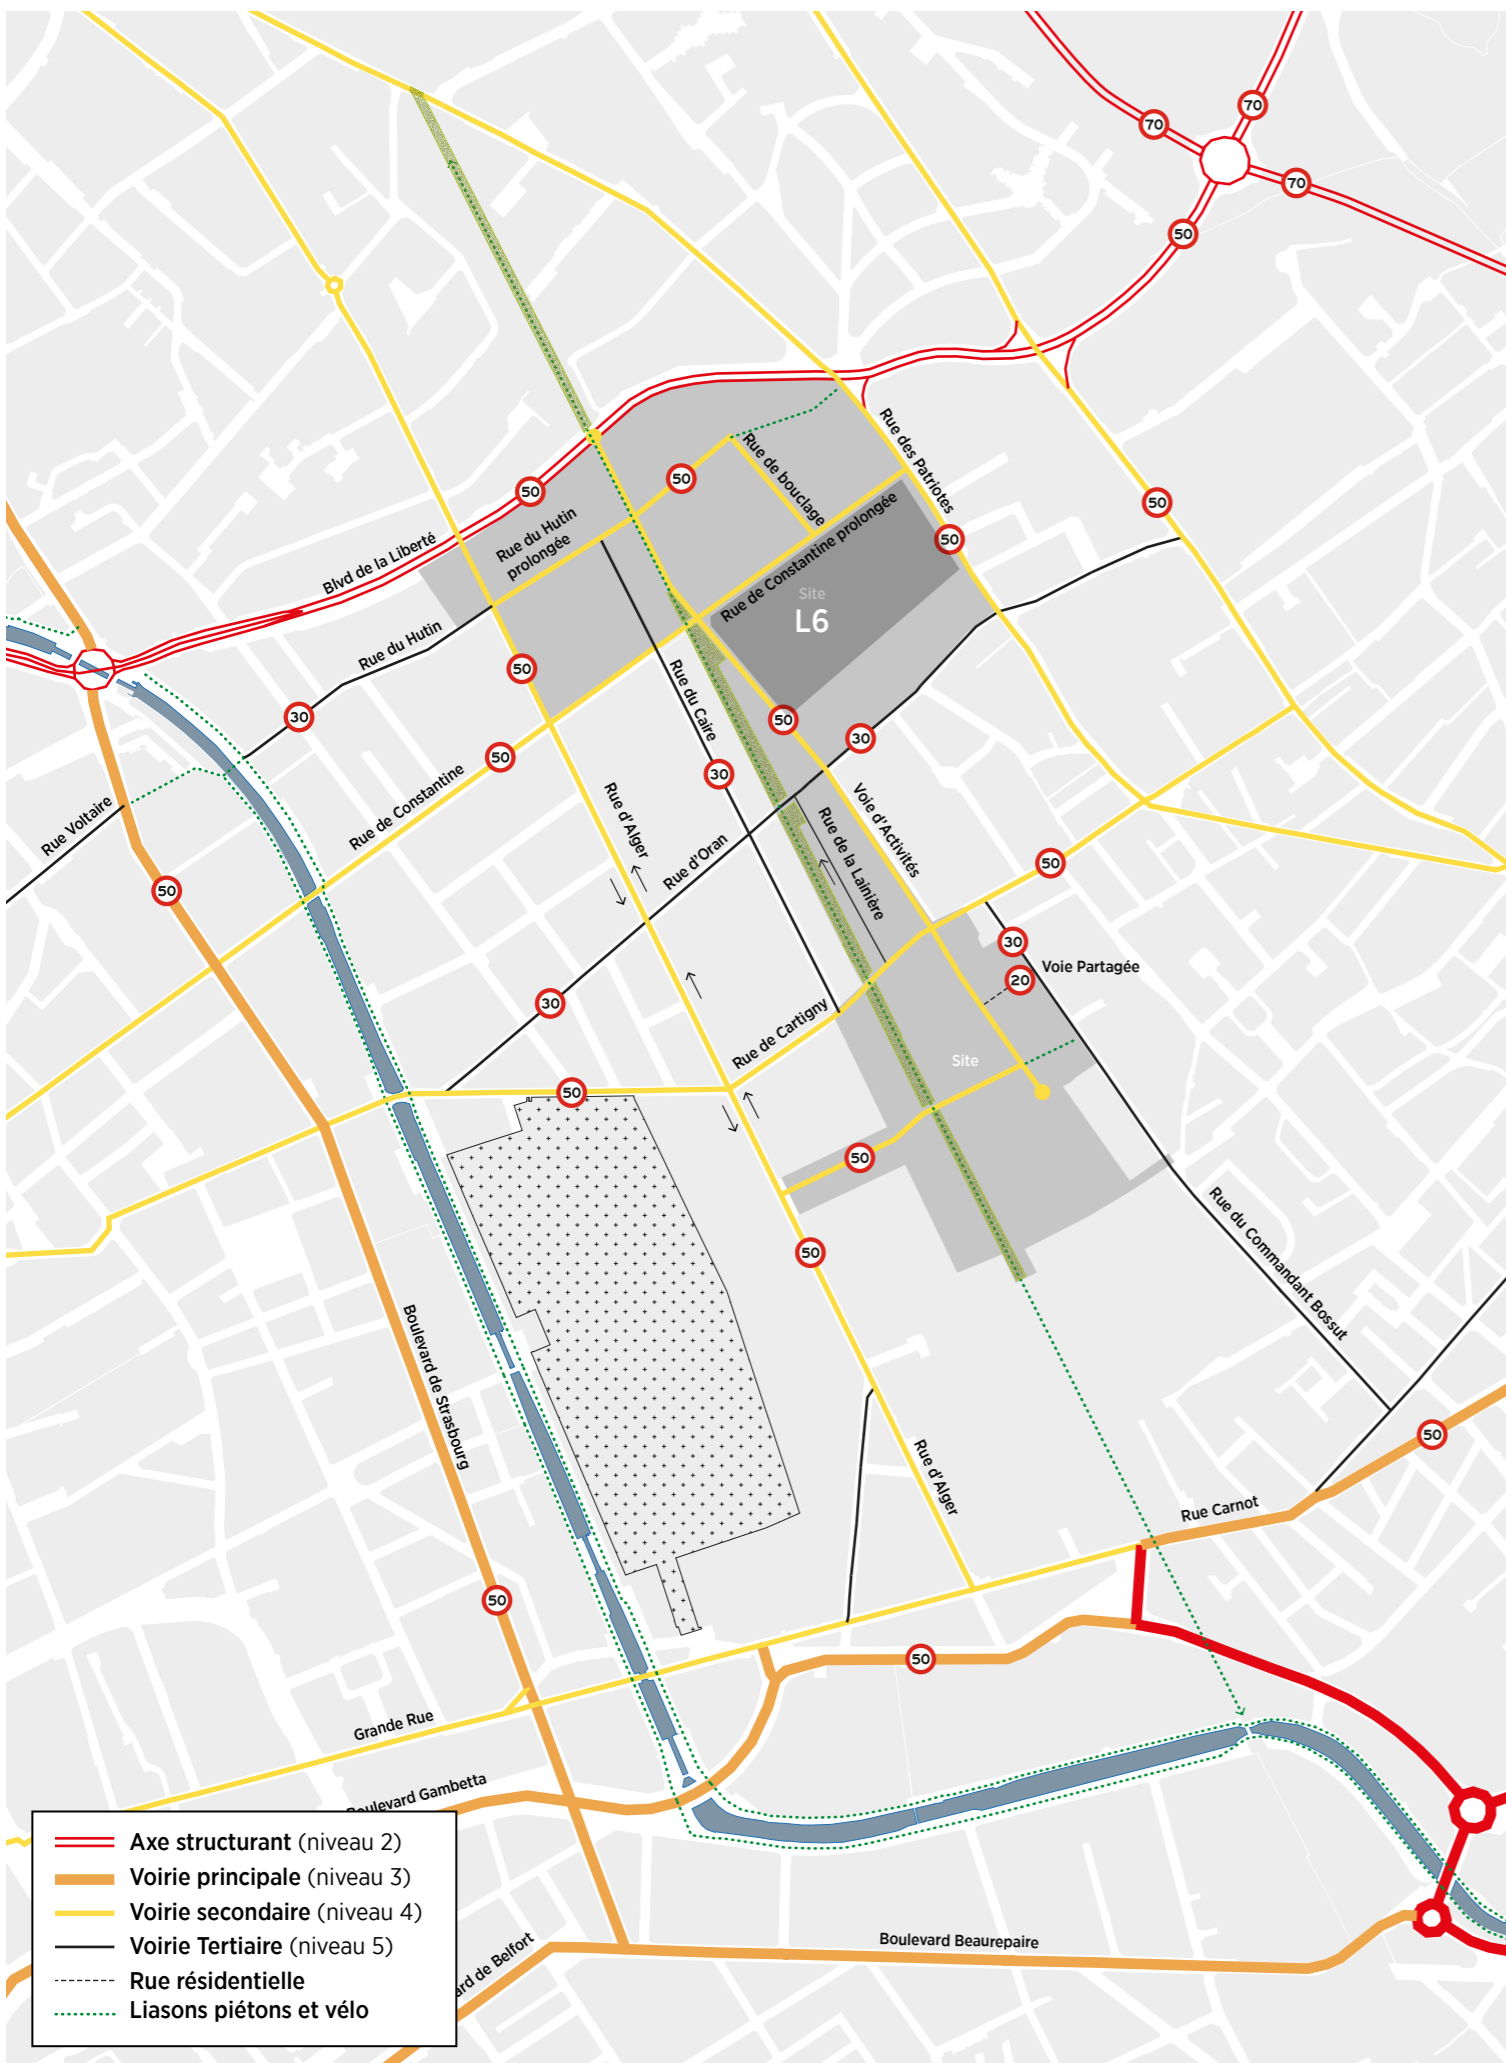 70
70
70
50
50
50
50
50
Blvd de la Liberté
Rue du Hutin
prolongée
Rue de bouclage
Rue des Patriotes
Rue de Constantine prolongée
Site
L6
Rue du Hutin
30
50
Rue du Caire
50
30
50
30
Rue de Constantine
Rue Voltaire
Rue d'Alger
Rue d'Oran
Rue de la Lainière
Voie d'Activités
50
50
30
20
Voie Partagée
30
Rue de Cartigny
Site
50
50
50
Rue du Commandant Bossut
Boulevard de Strasbourg
Rue d'Alger
50
Rue Carnot
50
50
Grande Rue
Boulevard Gambetta
Boulevard Beaurepaire
ard de Belfort
Axe structurant (niveau 2)
Voirie principale (niveau 3)
Voirie secondaire (niveau 4)
Voirie Tertiaire (niveau 5)
Rue résidentielle
Liasons piétons et vélo